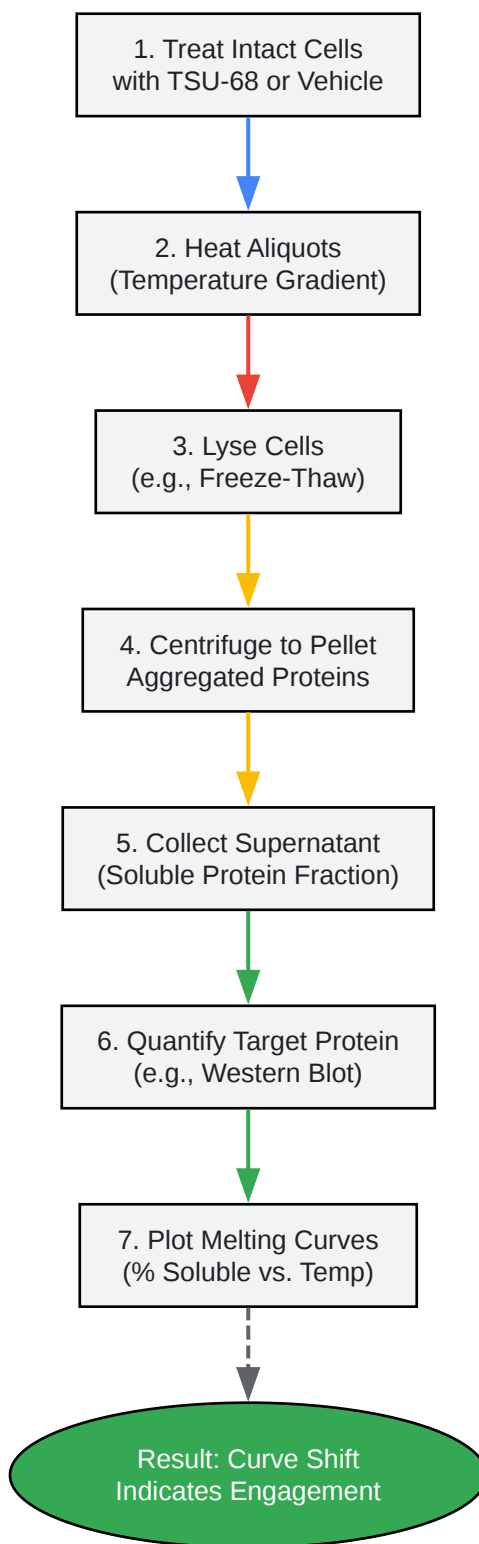 1. Treat Intact Cells
with TSU-68 or Vehicle
2. Heat Aliquots
(Temperature Gradient)
3. Lyse Cells
(e.g., Freeze-Thaw)
4. Centrifuge to Pellet
Aggregated Proteins
5. Collect Supernatant
(Soluble Protein Fraction)
6. Quantify Target Protein
(e.g., Western Blot)
7. Plot Melting Curves
(% Soluble vs. Temp)
Result: Curve Shift
Indicates Engagement